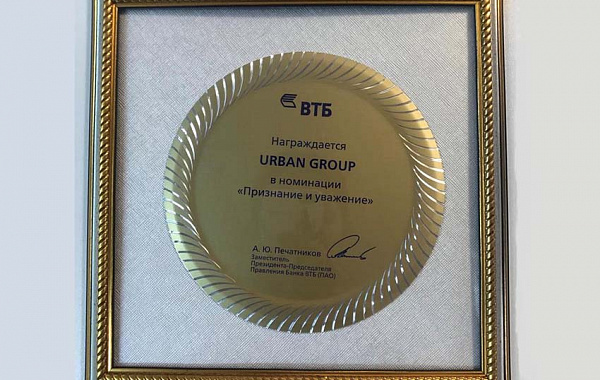 ВТБ
Награждается
URBAN GROUP
в номинации
«Признание и уважение»
А. Ю. Печатников
Заместитель
Президента-Председателя
Правления Банка ВТБ (ПАО)